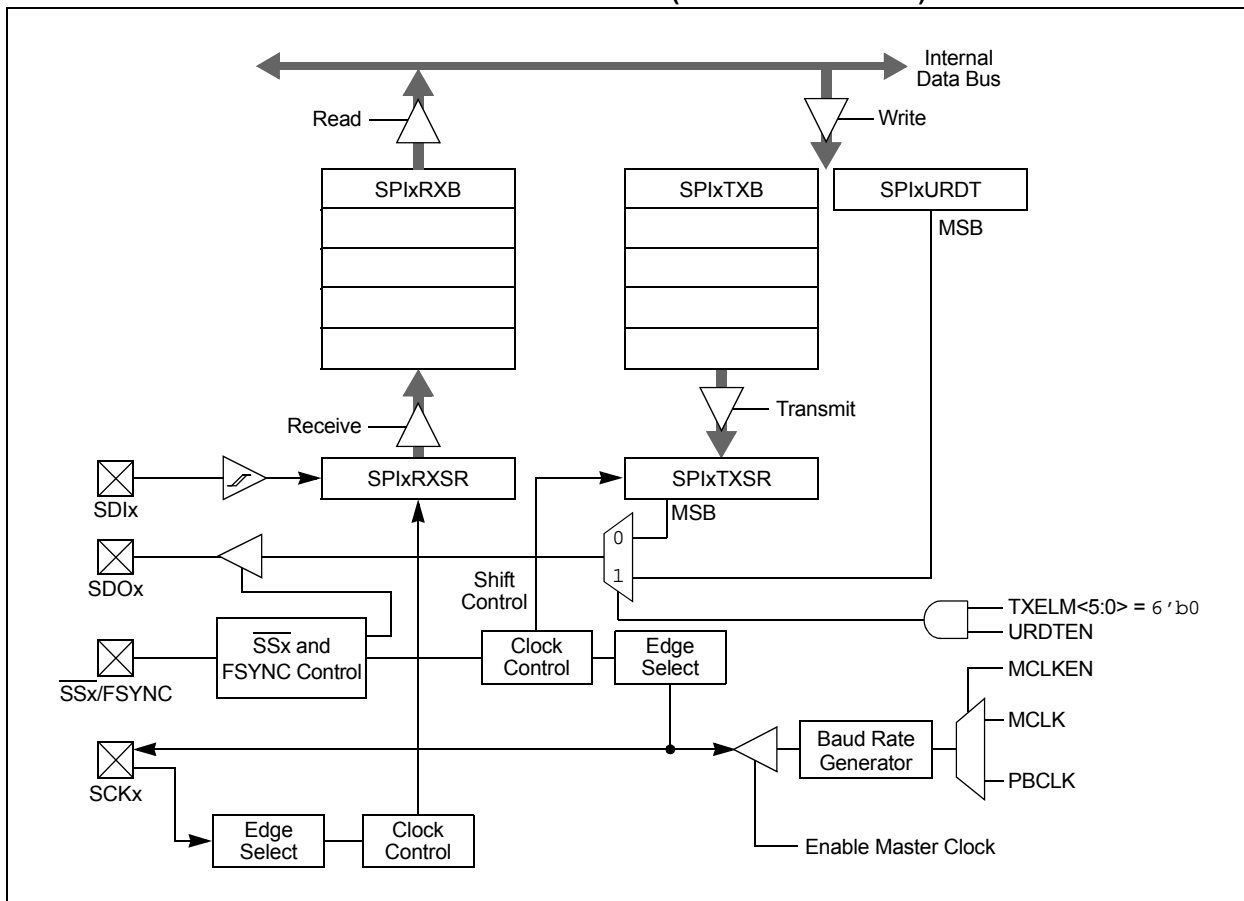 Internal
Data Bus
Read
Write
SPIxRXB
SPIxTXB
SPIxURDT
MSB
Receive
Transmit
SPIxRXSR
SPIxTXSR
SDIx
MSB
0
SDOx
1
Shift
Control
TXELM<5:0> = 6'b0
URDTEN
SSx and
FSYNC Control
Clock
Control
Edge
Select
MCLKEN
SSx/FSYNC
MCLK
Baud Rate
Generator
PBCLK
SCKx
Edge
Select
Clock
Control
Enable Master Clock